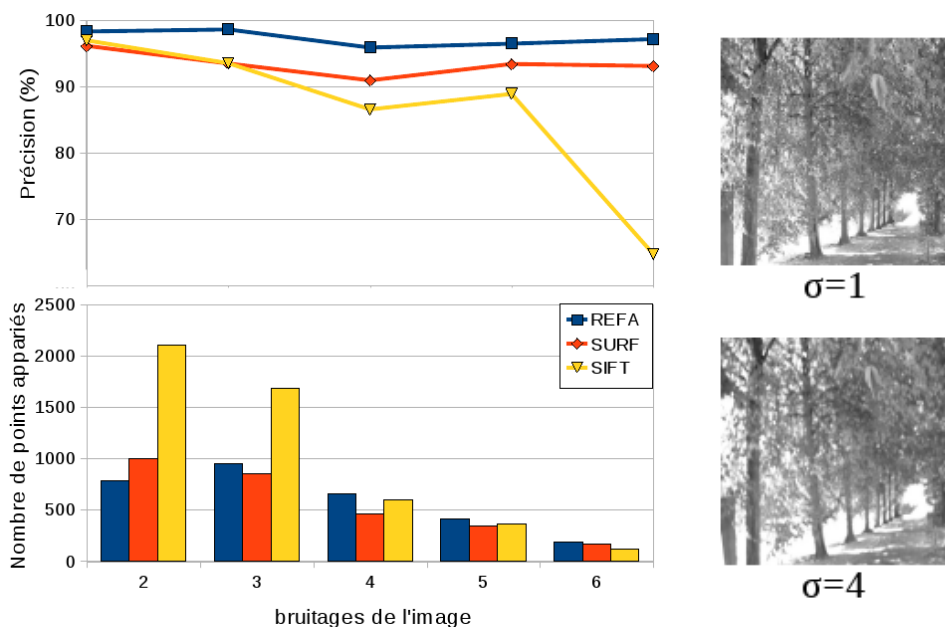 100
90
80
70
Précision (%)
2500
2000
1500
1000
500
0
Nombre de points appariés
REFA
SURF
SIFT
2 3 4 5 6
bruitages de l'image
σ=1
σ=4